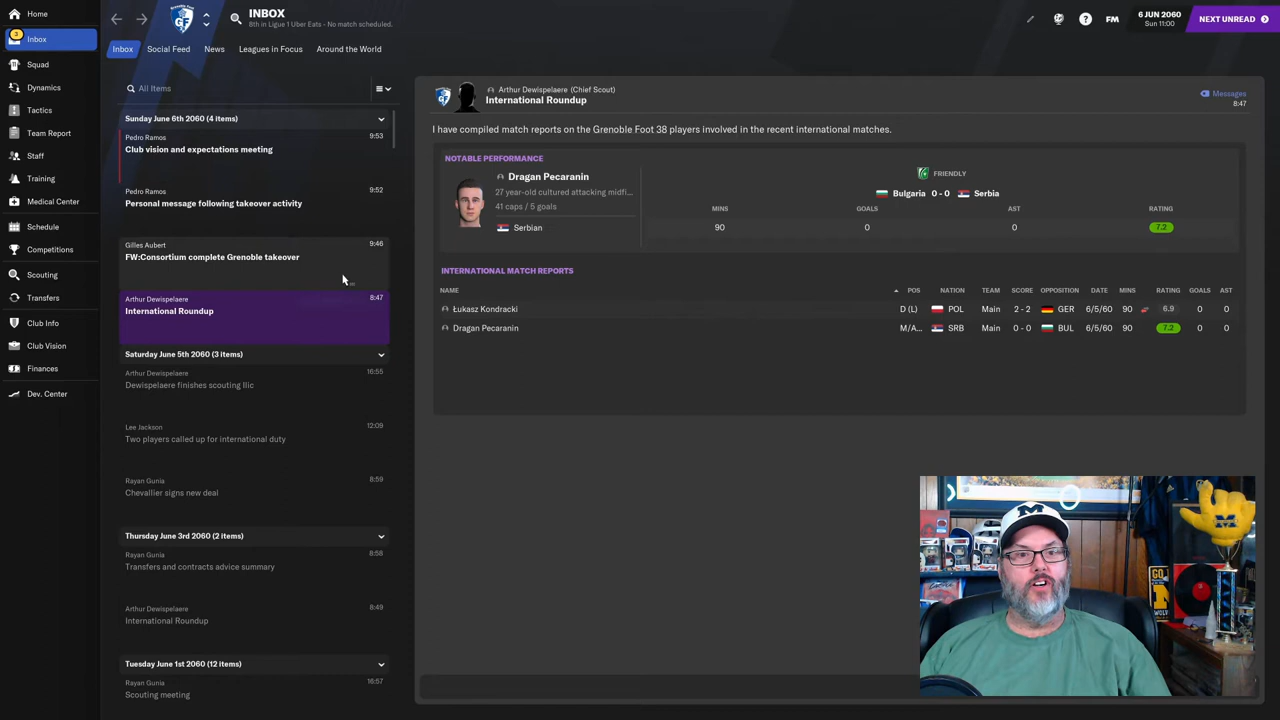 Home
INBOX
8th in Ligue 1 Uber Eats - No match scheduled.
FM
6 JUN 2060
Sun 11:00
NEXT UNREAD
3
Inbox
Squad
Dynamics
Tactics
Team Report
Staff
Training
Medical Center
Schedule
Competitions
Scouting
Transfers
Club Info
Club Vision
Finances
Dev. Center
Inbox
Social Feed
News
Leagues in Focus
Around the World
All Items
Sunday June 6th 2060 (4 items)
Pedro Ramos
9:53
Club vision and expectations meeting
Pedro Ramos
9:52
Personal message following takeover activity
Gilles Aubert
9:46
FW:Consortium complete Grenoble takeover
Arthur Dewispelaere
8:47
International Roundup
Saturday June 5th 2060 (3 items)
Arthur Dewispelaere
16:55
Dewispelaere finishes scouting Ilic
Lee Jackson
12:09
Two players called up for international duty
Rayan Gunia
8:59
Chevallier signs new deal
Thursday June 3rd 2060 (2 items)
Rayan Gunia
8:58
Transfers and contracts advice summary
Arthur Dewispelaere
8:49
International Roundup
Tuesday June 1st 2060 (12 items)
Rayan Gunia
16:57
Scouting meeting
Arthur Dewispelaere (Chief Scout)
International Roundup
Messages
8:47
I have compiled match reports on the Grenoble Foot 38 players involved in the recent international matches.
NOTABLE PERFORMANCE
Dragan Pecaranin
27 year-old cultured attacking midfi...
41 caps / 5 goals
Serbian
FRIENDLY
Bulgaria 0 - 0 Serbia
MINS GOALS AST RATING
90 0 0 7.2
INTERNATIONAL MATCH REPORTS
NAME POS NATION TEAM SCORE OPPOSITION DATE MINS RATING GOALS AST
Łukasz Kondracki D (L) POL Main 2 - 2 GER 6/5/60 90 6.9 0 0
Dragan Pecaranin M/A... SRB Main 0 - 0 BUL 6/5/60 90 7.2 0 0
M